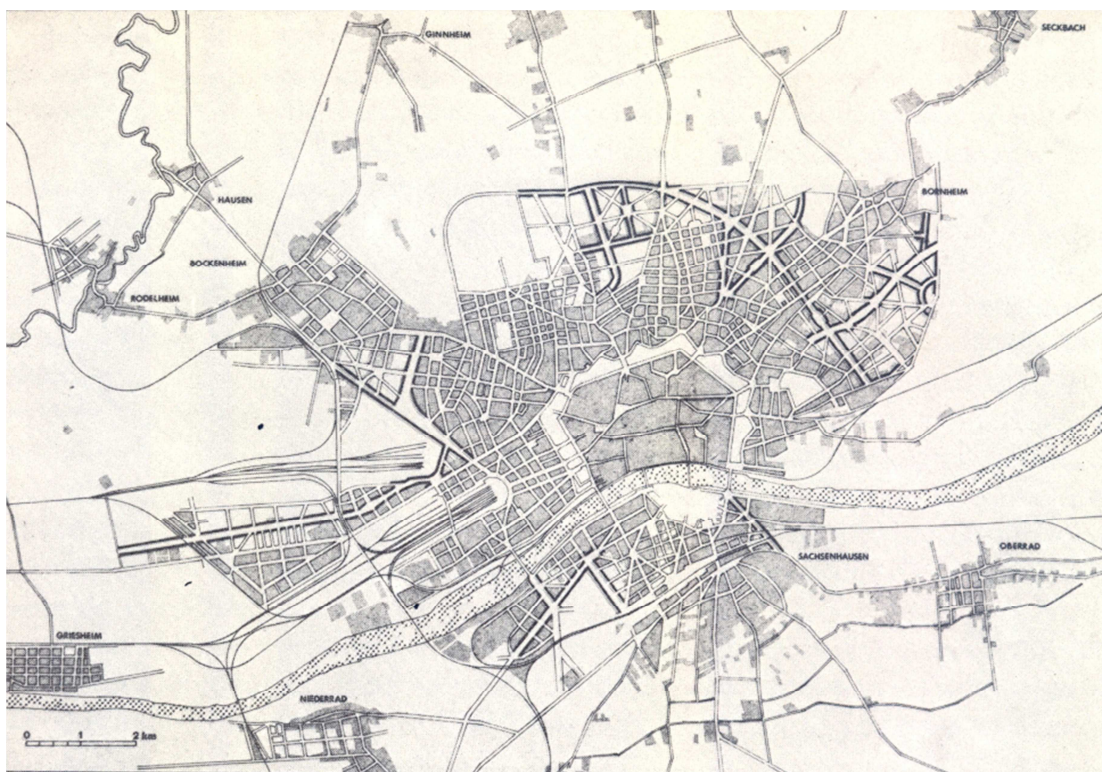 GINNHEIM
SECKBACH
HAUSEN
BORNHEIM
BOCKENHEIM
RODELHEIM
SACHSENHAUSEN
OBERRAD
GRIESHEIM
NIEDERRAD
0 1 2 km